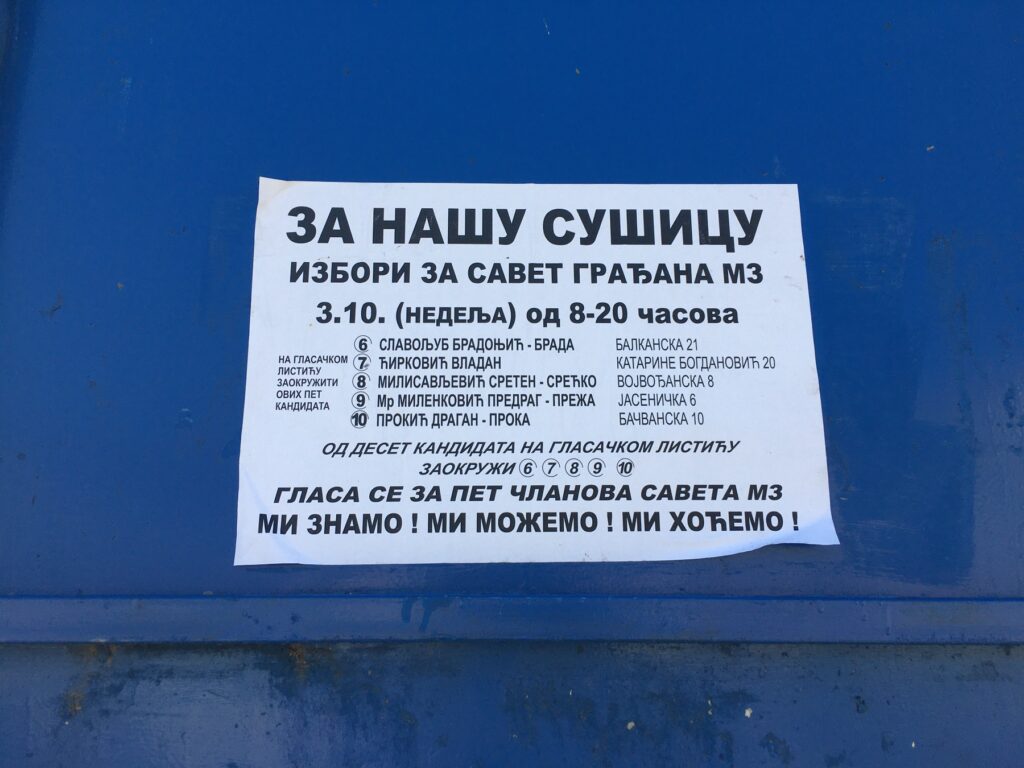 ЗА НАШУ СУШИЦУ
ИЗБОРИ ЗА САВЕТ ГРАЂАНА МЗ
3.10. (НЕДЕЉА) од 8-20 часова
НА ГЛАСАЧКОМ
ЛИСТИЋУ
ЗАОКРУЖИТИ
ОВИХ ПЕТ
КАНДИДАТА
6 СЛАВОЉУБ БРАДОЊИЋ - БРАДА БАЛКАНСКА 21
7 ЋИРКОВИЋ ВЛАДАН КАТАРИНЕ БОГДАНОВИЋ 20
8 МИЛИСАВЉЕВИЋ СРЕТЕН - СРЕЋКО ВОЈВОЂАНСКА 8
9 Мр МИЛЕНКОВИЋ ПРЕДРАГ - ПРЕЖА ЈАСЕНИЧКА 6
10 ПРОКИЋ ДРАГАН - ПРОКА БАЧВАНСКА 10
ОД ДЕСЕТ КАНДИДАТА НА ГЛАСАЧКОМ ЛИСТИЋУ
ЗАОКРУЖИ 6 7 8 9 10
ГЛАСА СЕ ЗА ПЕТ ЧЛАНОВА САВЕТА МЗ
МИ ЗНАМО ! МИ МОЖЕМО ! МИ ХОЋЕМО !